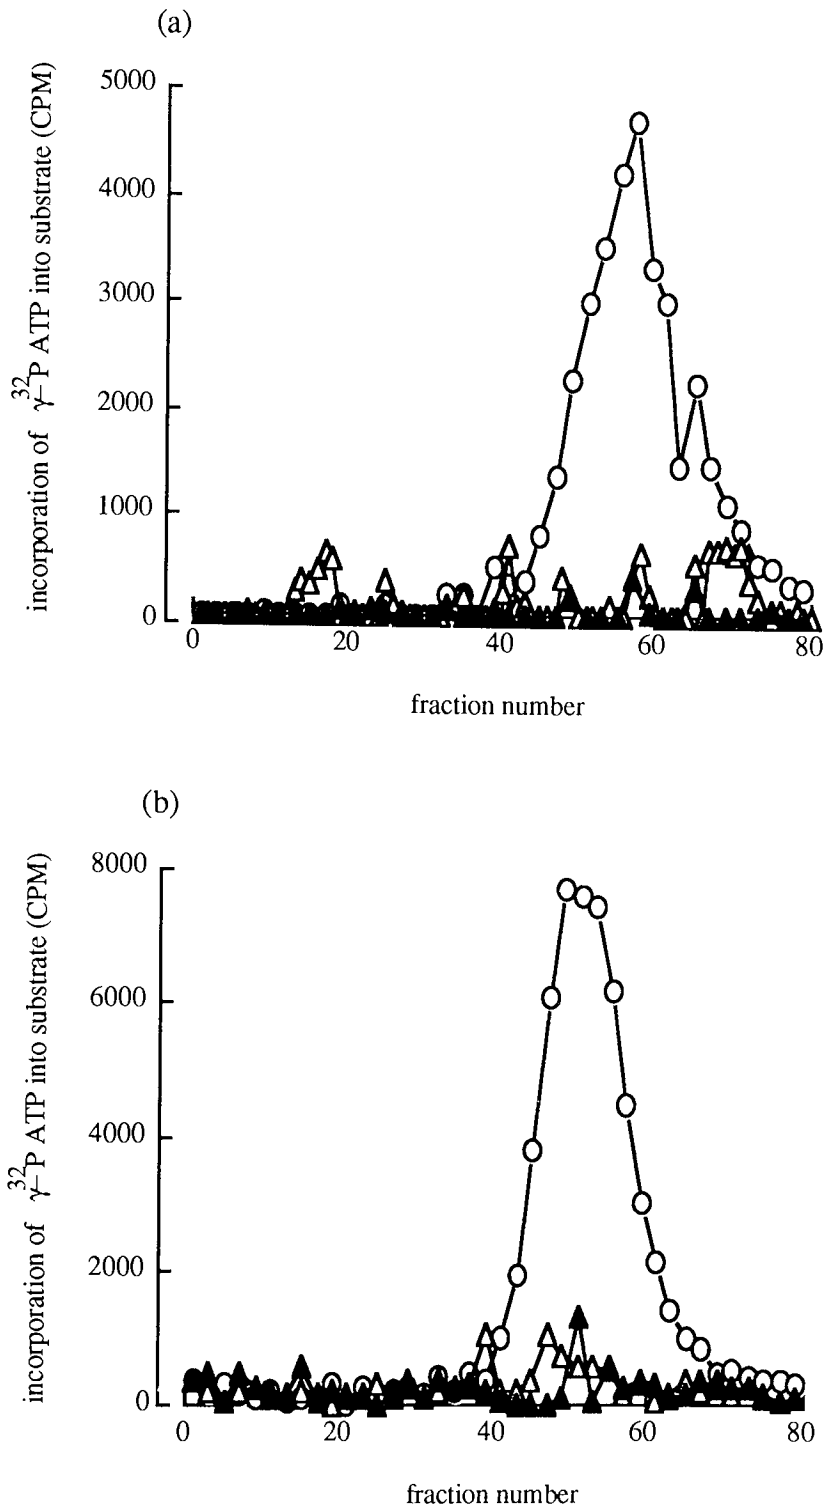 (a)
incorporation of γ-³²P ATP into substrate (CPM)
5000
4000
3000
2000
1000
0
0 20 40 60 80
fraction number
(b)
incorporation of γ-³²P ATP into substrate (CPM)
8000
6000
4000
2000
0
0 20 40 60 80
fraction number